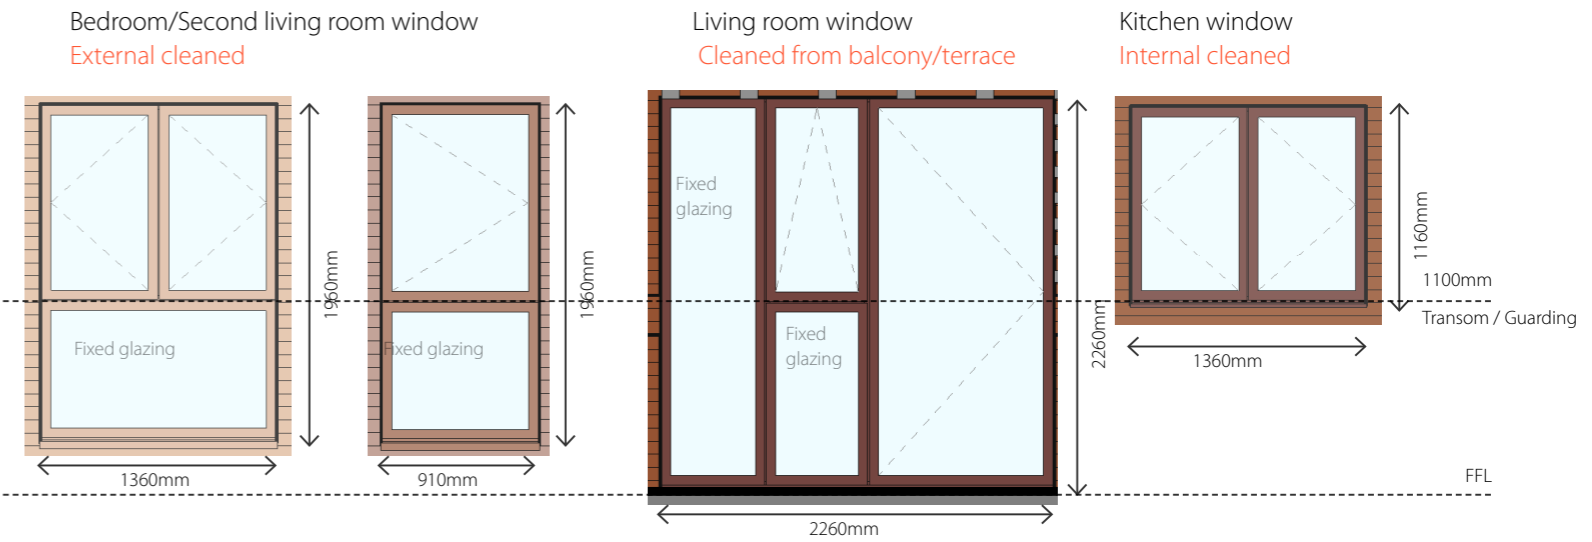 Bedroom/Second living room window
External cleaned
Living room window
Cleaned from balcony/terrace
Kitchen window
Internal cleaned
Fixed glazing
1960mm
1360mm
Fixed glazing
1960mm
910mm
Fixed
glazing
Fixed
glazing
2260mm
2260mm
1160mm
1360mm
1100mm
Transom / Guarding
FFL